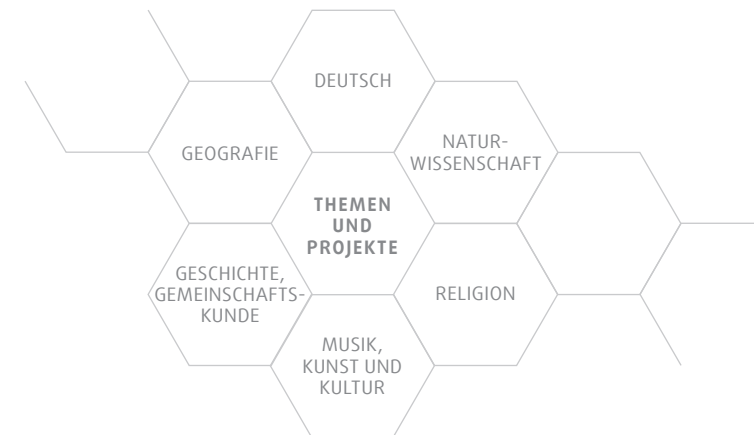 DEUTSCH
GEOGRAFIE
NATUR-
WISSENSCHAFT
THEMEN
UND
PROJEKTE
GESCHICHTE,
GEMEINSCHAFTS-
KUNDE
RELIGION
MUSIK,
KUNST UND
KULTUR